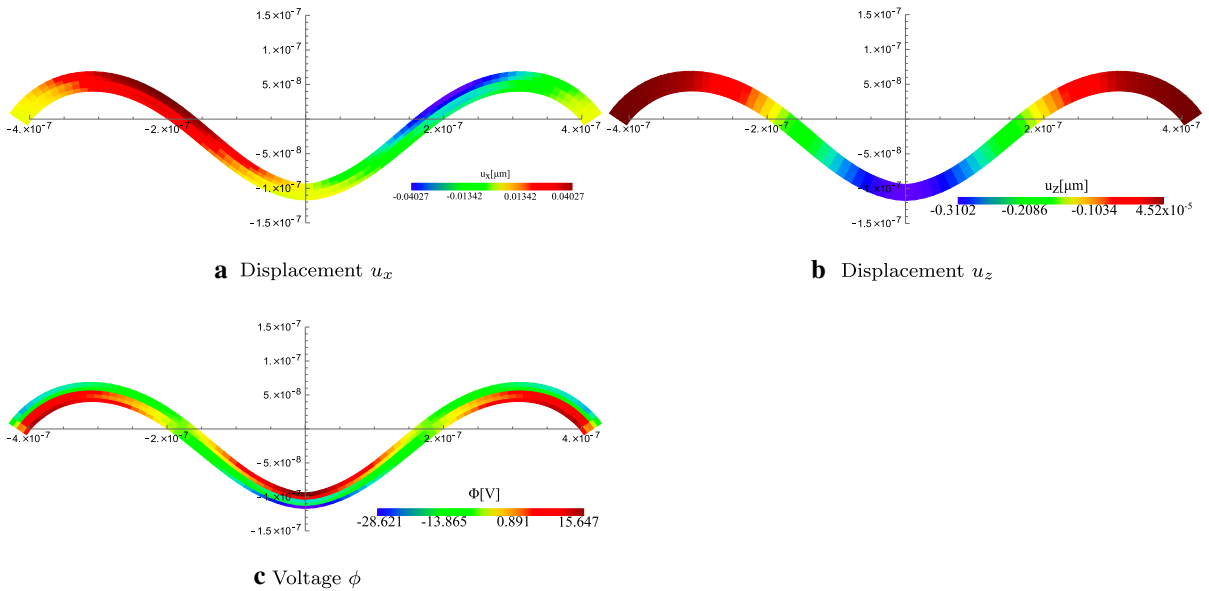 1.5×10⁻⁷
1.×10⁻⁷
5.×10⁻⁸
-4.×10⁻⁷ -2.×10⁻⁷ 2.×10⁻⁷ 4.×10⁻⁷
-5.×10⁻⁸
-1.×10⁻⁷
-1.5×10⁻⁷
uₓ[μm]
-0.04027 -0.01342 0.01342 0.04027
a Displacement uₓ
1.5×10⁻⁷
1.×10⁻⁷
5.×10⁻⁸
-4.×10⁻⁷ -2.×10⁻⁷ 2.×10⁻⁷ 4.×10⁻⁷
-5.×10⁻⁸
-1.×10⁻⁷
-1.5×10⁻⁷
u_Z[μm]
-0.3102 -0.2086 -0.1034 4.52x10⁻⁵
b Displacement u_z
1.5×10⁻⁷
1.×10⁻⁷
5.×10⁻⁸
-4.×10⁻⁷ -2.×10⁻⁷ 2.×10⁻⁷ 4.×10⁻⁷
-5.×10⁻⁸
-1.×10⁻⁷
-1.5×10⁻⁷
Φ[V]
-28.621 -13.865 0.891 15.647
c Voltage ϕ